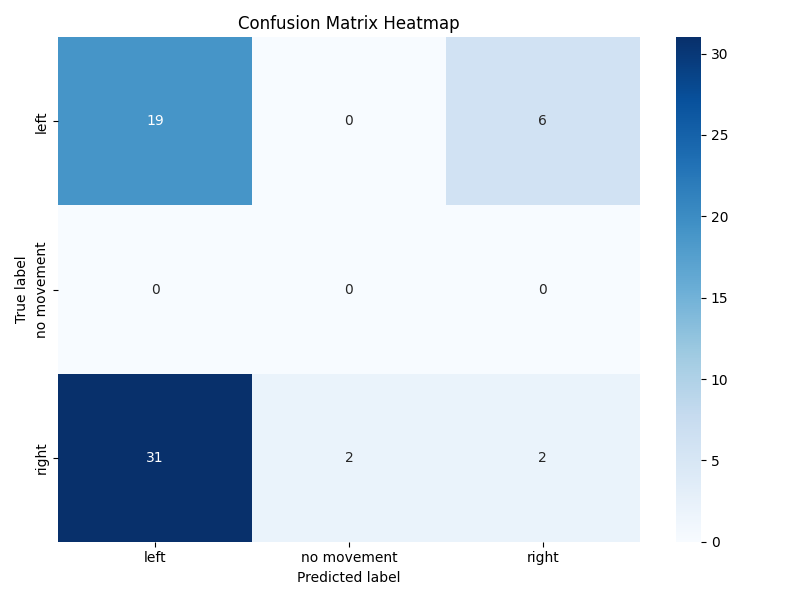 Confusion Matrix Heatmap
True label
left
19 0 6
no movement
0 0 0
right
31 2 2
left no movement right
Predicted label
30
25
20
15
10
5
0